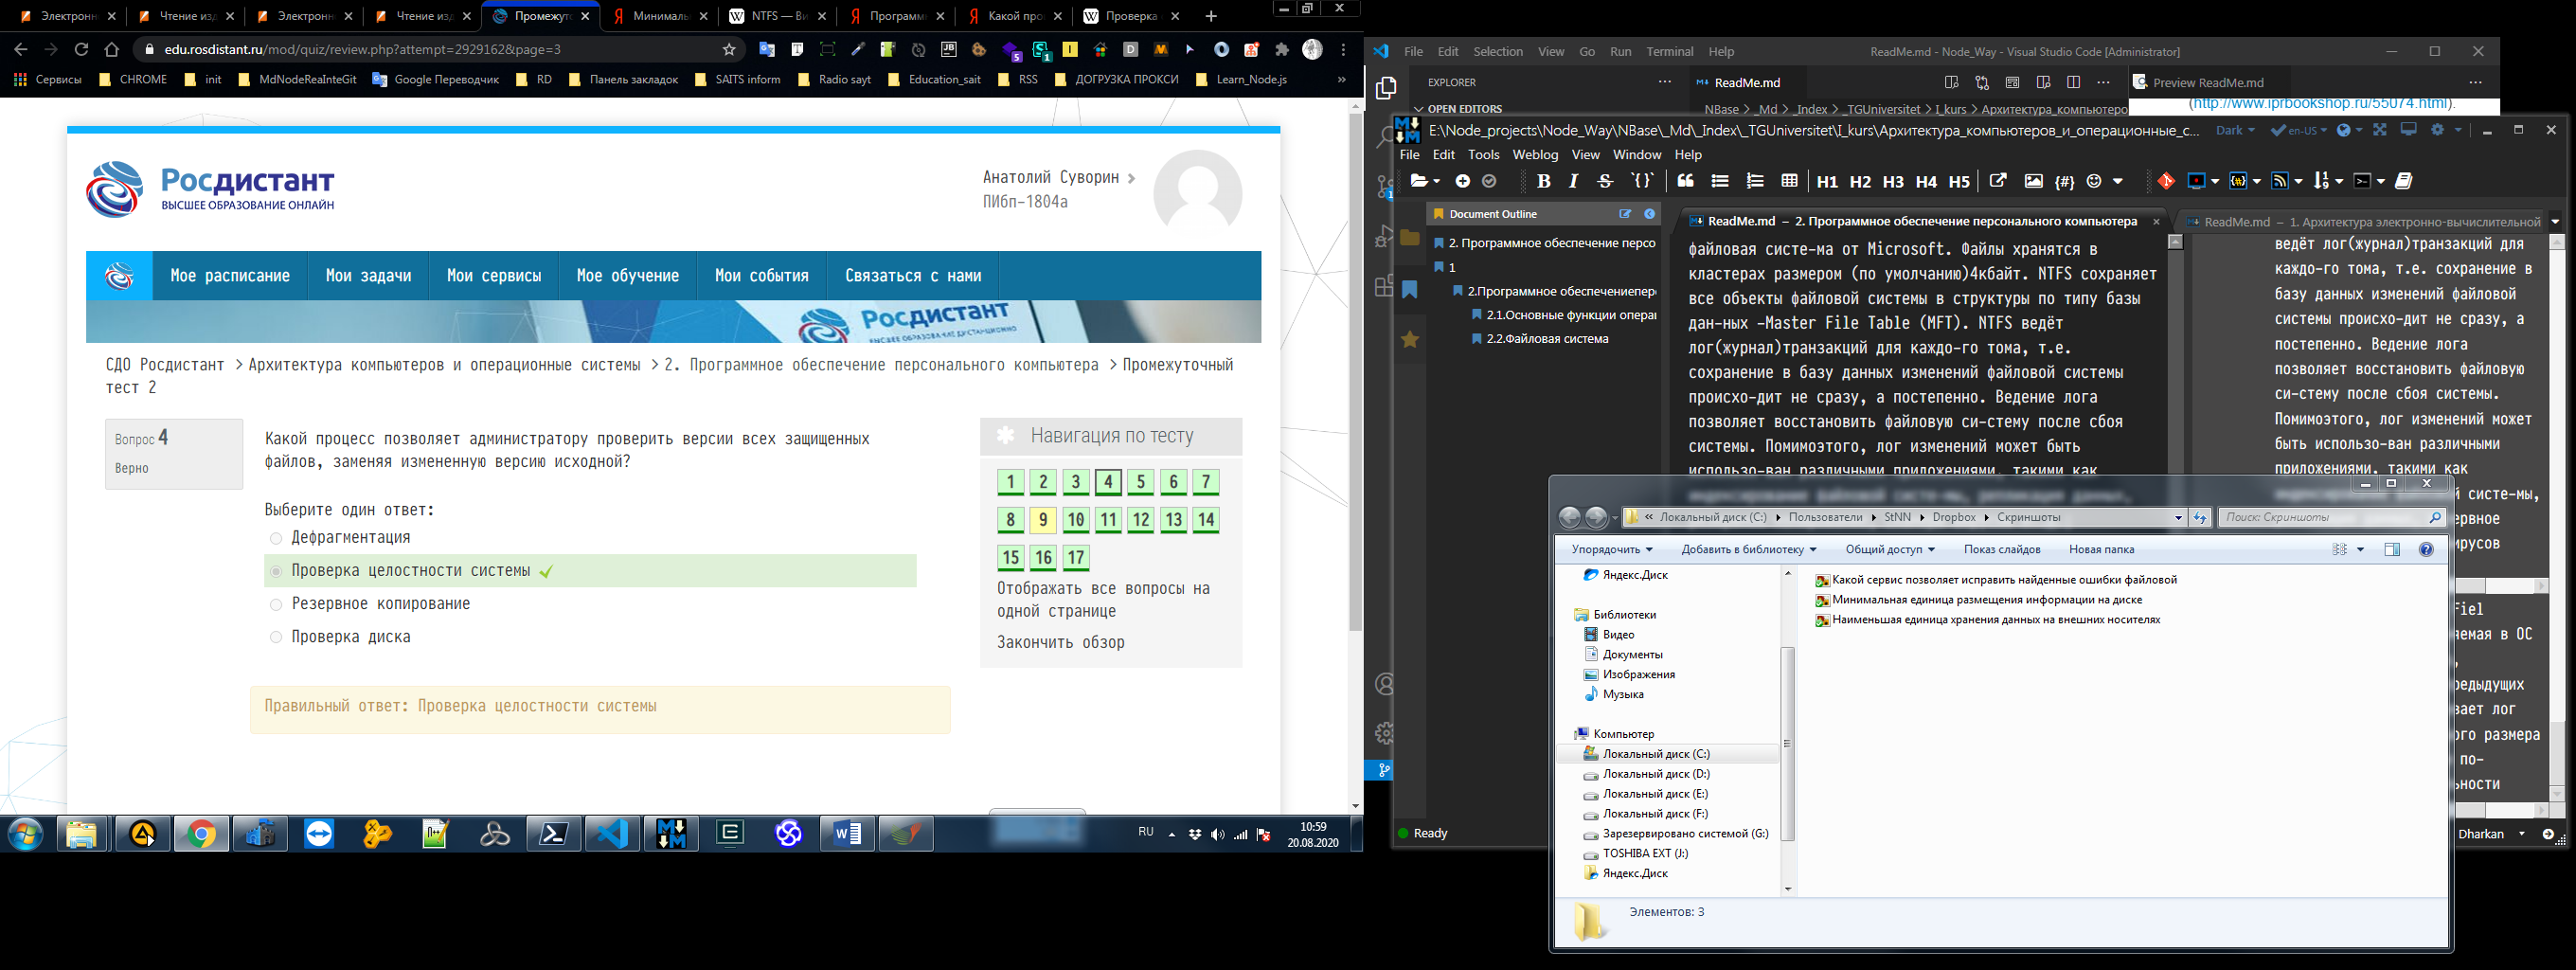 Электронн
Чтение изд
Электронн
Чтение изд
Промежуто
Минималь
NTFS — Ви
Программ
Какой про
Проверка
edu.rosdistant.ru/mod/quiz/review.php?attempt=2929162&page=3
Сервисы CHROME init MdNodeReaInteGit Google Переводчик RD Панель закладок SAITS inform Radio sayt Education_sait RSS ДОГРУЗКА ПРОКСИ Learn_Node.js »
Росдистант
ВЫСШЕЕ ОБРАЗОВАНИЕ ОНЛАЙН
Анатолий Суворин
ПИбп-1804а
Мое расписание Мои задачи Мои сервисы Мое обучение Мои события Связаться с нами
Росдистант
СДО Росдистант > Архитектура компьютеров и операционные системы > 2. Программное обеспечение персонального компьютера > Промежуточный
тест 2
Вопрос 4
Верно
Какой процесс позволяет администратору проверить версии всех защищенных
файлов, заменяя измененную версию исходной?
Выберите один ответ:
Дефрагментация
Проверка целостности системы
Резервное копирование
Проверка диска
Правильный ответ: Проверка целостности системы
Навигация по тесту
1 2 3 4 5 6 7
8 9 10 11 12 13 14
15 16 17
Отображать все вопросы на
одной странице
Закончить обзор
RU
10:59
20.08.2020
File Edit Selection View Go Run Terminal Help
ReadMe.md - Node_Way - Visual Studio Code [Administrator]
EXPLORER
OPEN EDITORS
ReadMe.md
Preview ReadMe.md
NBase > _Md > _Index > _TGUniversitet > I_kurs > Архитектура_компьютеро
(http://www.iprbookshop.ru/55074.html).
E:\Node_projects\Node_Way\NBase\_Md\_Index\_TGUniversitet\I_kurs\Архитектура_компьютеров_и_операционные_с...
Dark en-US
File Edit Tools Weblog View Window Help
B I S H1 H2 H3 H4 H5
Document Outline
2. Программное обеспечение персо
1
2.Программное обеспечениепер
2.1.Основные функции опера
2.2.Файловая система
ReadMe.md – 2. Программное обеспечение персонального компьютера
ReadMe.md – 1. Архитектура электронно-вычислительной
файловая систе-ма от Microsoft. Файлы хранятся в
кластерах размером (по умолчанию)4кбайт. NTFS сохраняет
все объекты файловой системы в структуры по типу базы
дан-ных -Master File Table (MFT). NTFS ведёт
лог(журнал)транзакций для каждо-го тома, т.е.
сохранение в базу данных изменений файловой системы
происхо-дит не сразу, а постепенно. Ведение лога
позволяет восстановить файловую си-стему после сбоя
системы. Помимоэтого, лог изменений может быть
использо-ван различными приложениями, такими как
ведёт лог(журнал)транзакций для
каждо-го тома, т.е. сохранение в
базу данных изменений файловой
системы происхо-дит не сразу, а
постепенно. Ведение лога
позволяет восстановить файловую
си-стему после сбоя системы.
Помимоэтого, лог изменений может
быть использо-ван различными
приложениями, такими как
систе-мы,
ервное
ирусов
Fiel
яемая в ОС
редыдущих
вает лог
ого размера
по-
ьности
Ready
Dharkan
« Локальный диск (C:) Пользователи StNN Dropbox Скриншоты
Поиск: Скриншоты
Упорядочить Добавить в библиотеку Общий доступ Показ слайдов Новая папка
Яндекс.Диск
Библиотеки
Видео
Документы
Изображения
Музыка
Компьютер
Локальный диск (C:)
Локальный диск (D:)
Локальный диск (E:)
Локальный диск (F:)
Зарезервировано системой (G:)
TOSHIBA EXT (J:)
Яндекс.Диск
Какой сервис позволяет исправить найденные ошибки файловой
Минимальная единица размещения информации на диске
Наименьшая единица хранения данных на внешних носителях
Элементов: 3